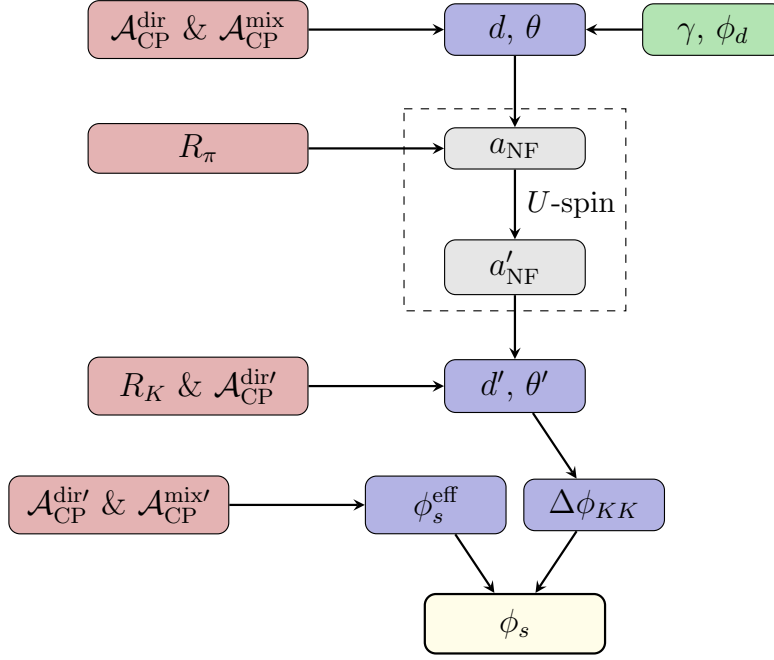 𝒜_CP^dir & 𝒜_CP^mix
d, θ
γ, ϕ_d
R_π
a_NF
U-spin
a′_NF
R_K & 𝒜_CP^dir′
d′, θ′
𝒜_CP^dir′ & 𝒜_CP^mix′
ϕ_s^eff
Δϕ_KK
ϕ_s